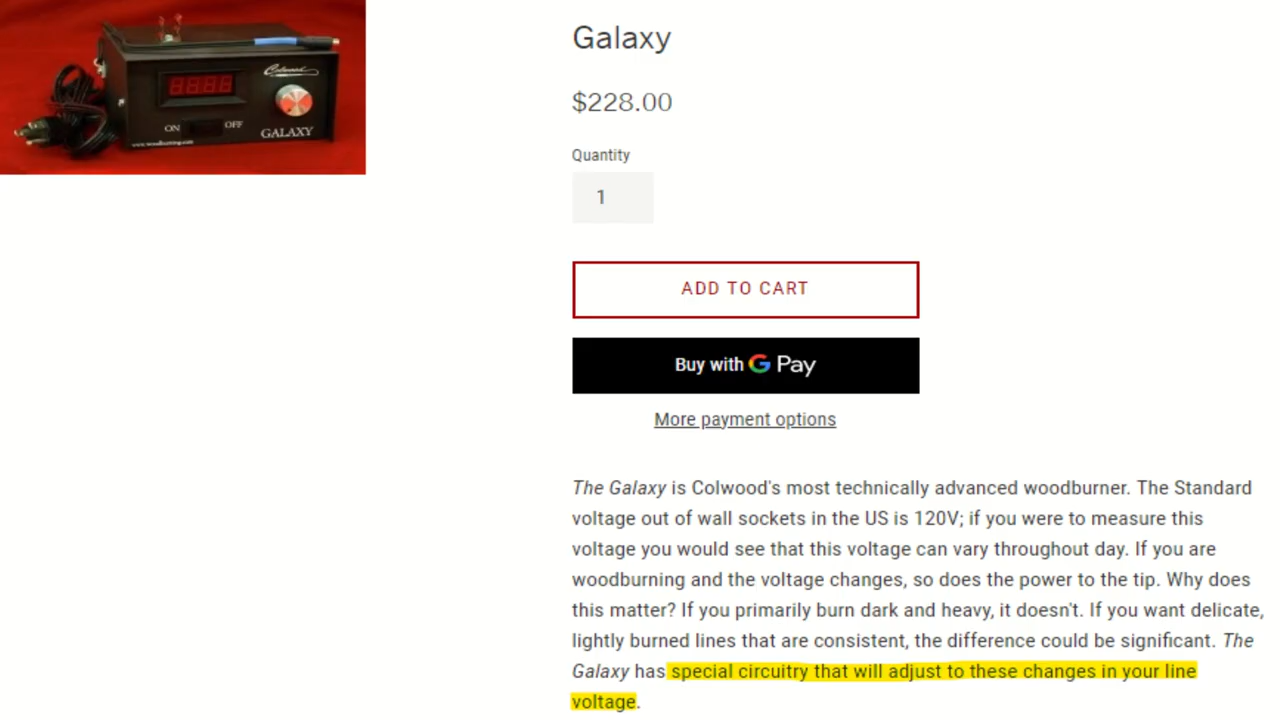 Colwood
8888
ON OFF
GALAXY
www.woodburning.com
Galaxy
$228.00
Quantity
1
ADD TO CART
Buy with G Pay
More payment options
The Galaxy is Colwood's most technically advanced woodburner. The Standard
voltage out of wall sockets in the US is 120V; if you were to measure this
voltage you would see that this voltage can vary throughout day. If you are
woodburning and the voltage changes, so does the power to the tip. Why does
this matter? If you primarily burn dark and heavy, it doesn't. If you want delicate,
lightly burned lines that are consistent, the difference could be significant. The
Galaxy has special circuitry that will adjust to these changes in your line
voltage.